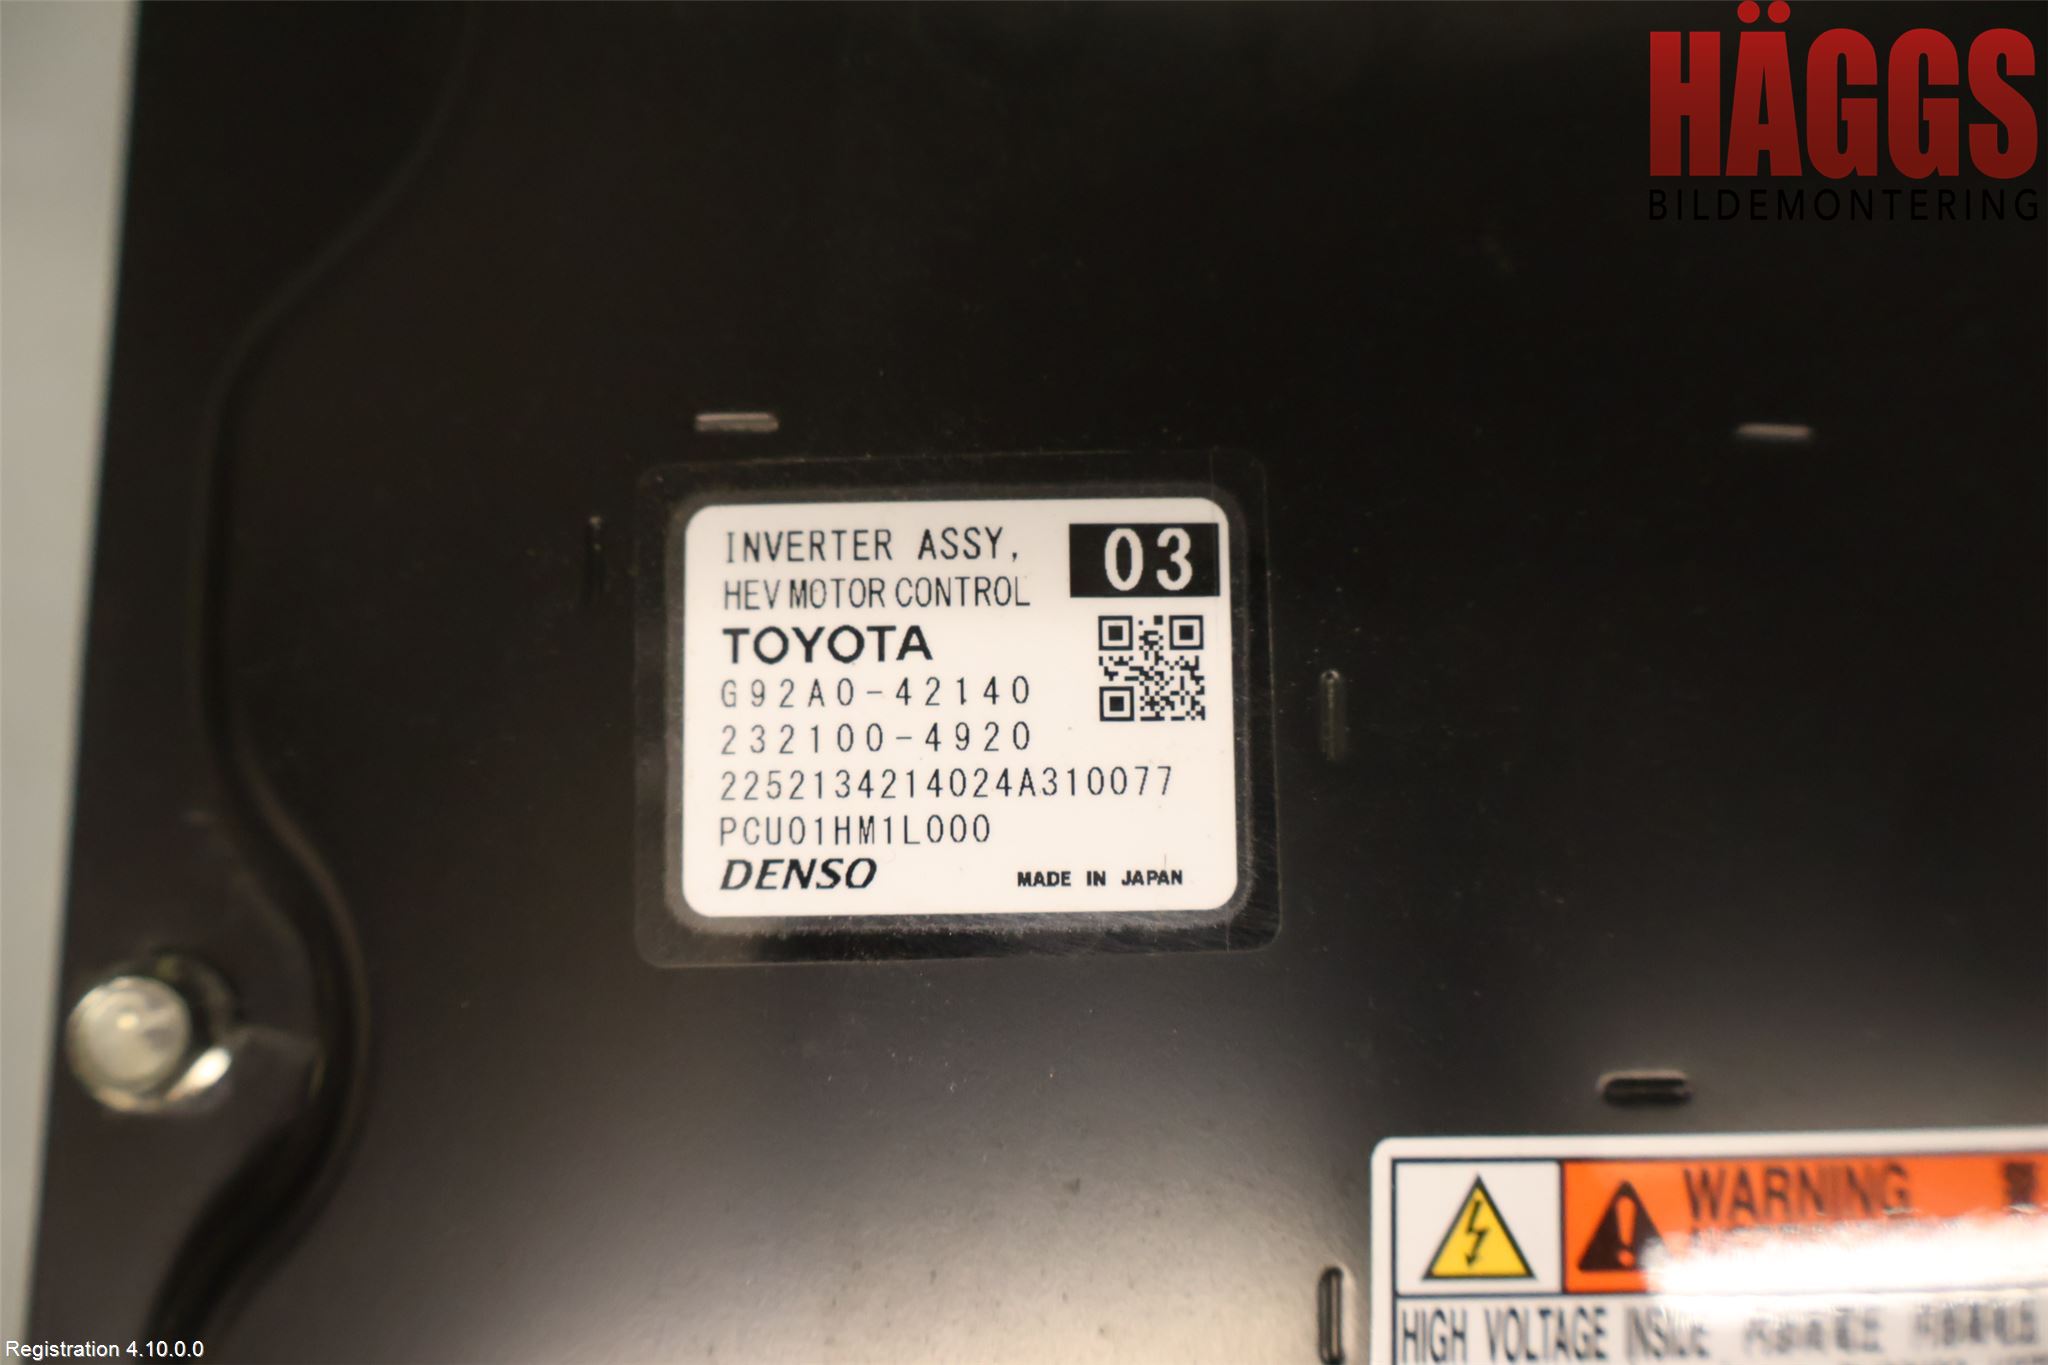 HÄGGS
BILDEMONTERING
INVERTER ASSY,
HEV MOTOR CONTROL
03
TOYOTA
G92A0-42140
232100-4920
2252134214024A310077
PCU01HM1L000
DENSO
MADE IN JAPAN
WARNING
HIGH VOLTAGE INSIDE
Registration 4.10.0.0